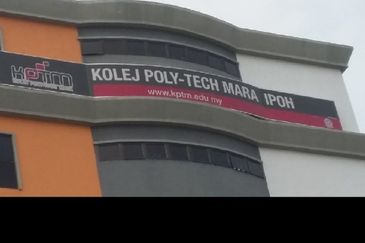 kptm
KOLEJ POLY-TECH MARA IPOH
www.kptm.edu.my